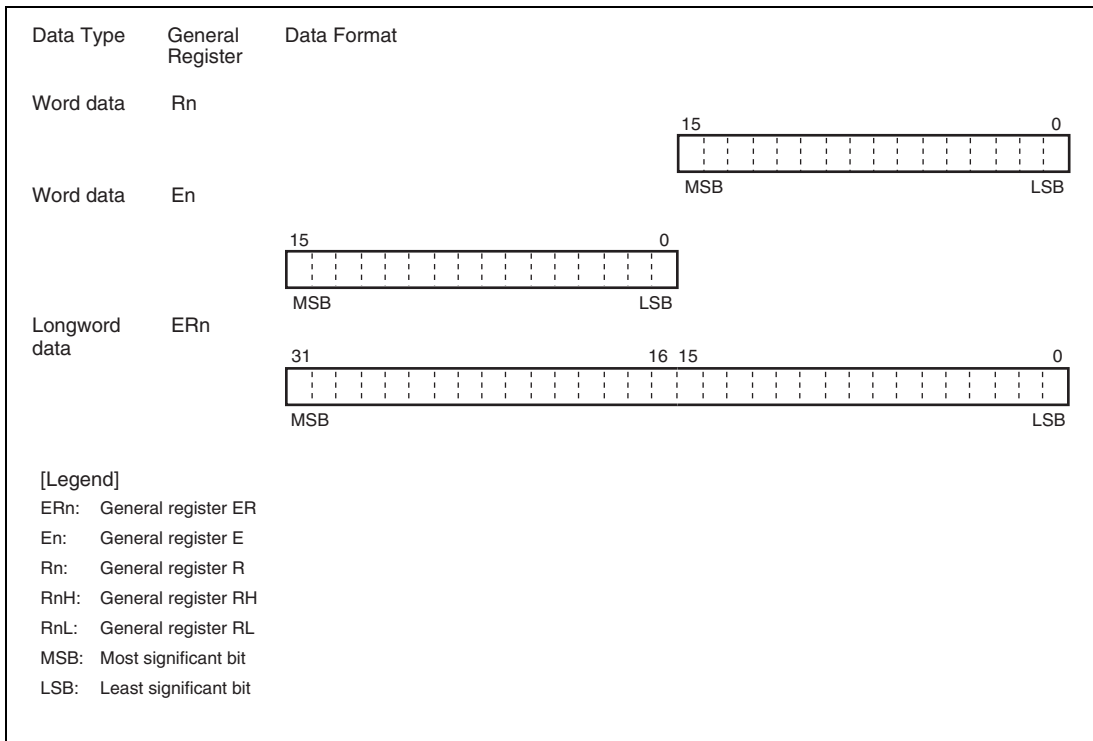 Data Type General Register Data Format
Word data Rn
15 0
MSB LSB
Word data En
15 0
MSB LSB
Longword data ERn
31 16 15 0
MSB LSB
[Legend]
ERn: General register ER
En: General register E
Rn: General register R
RnH: General register RH
RnL: General register RL
MSB: Most significant bit
LSB: Least significant bit